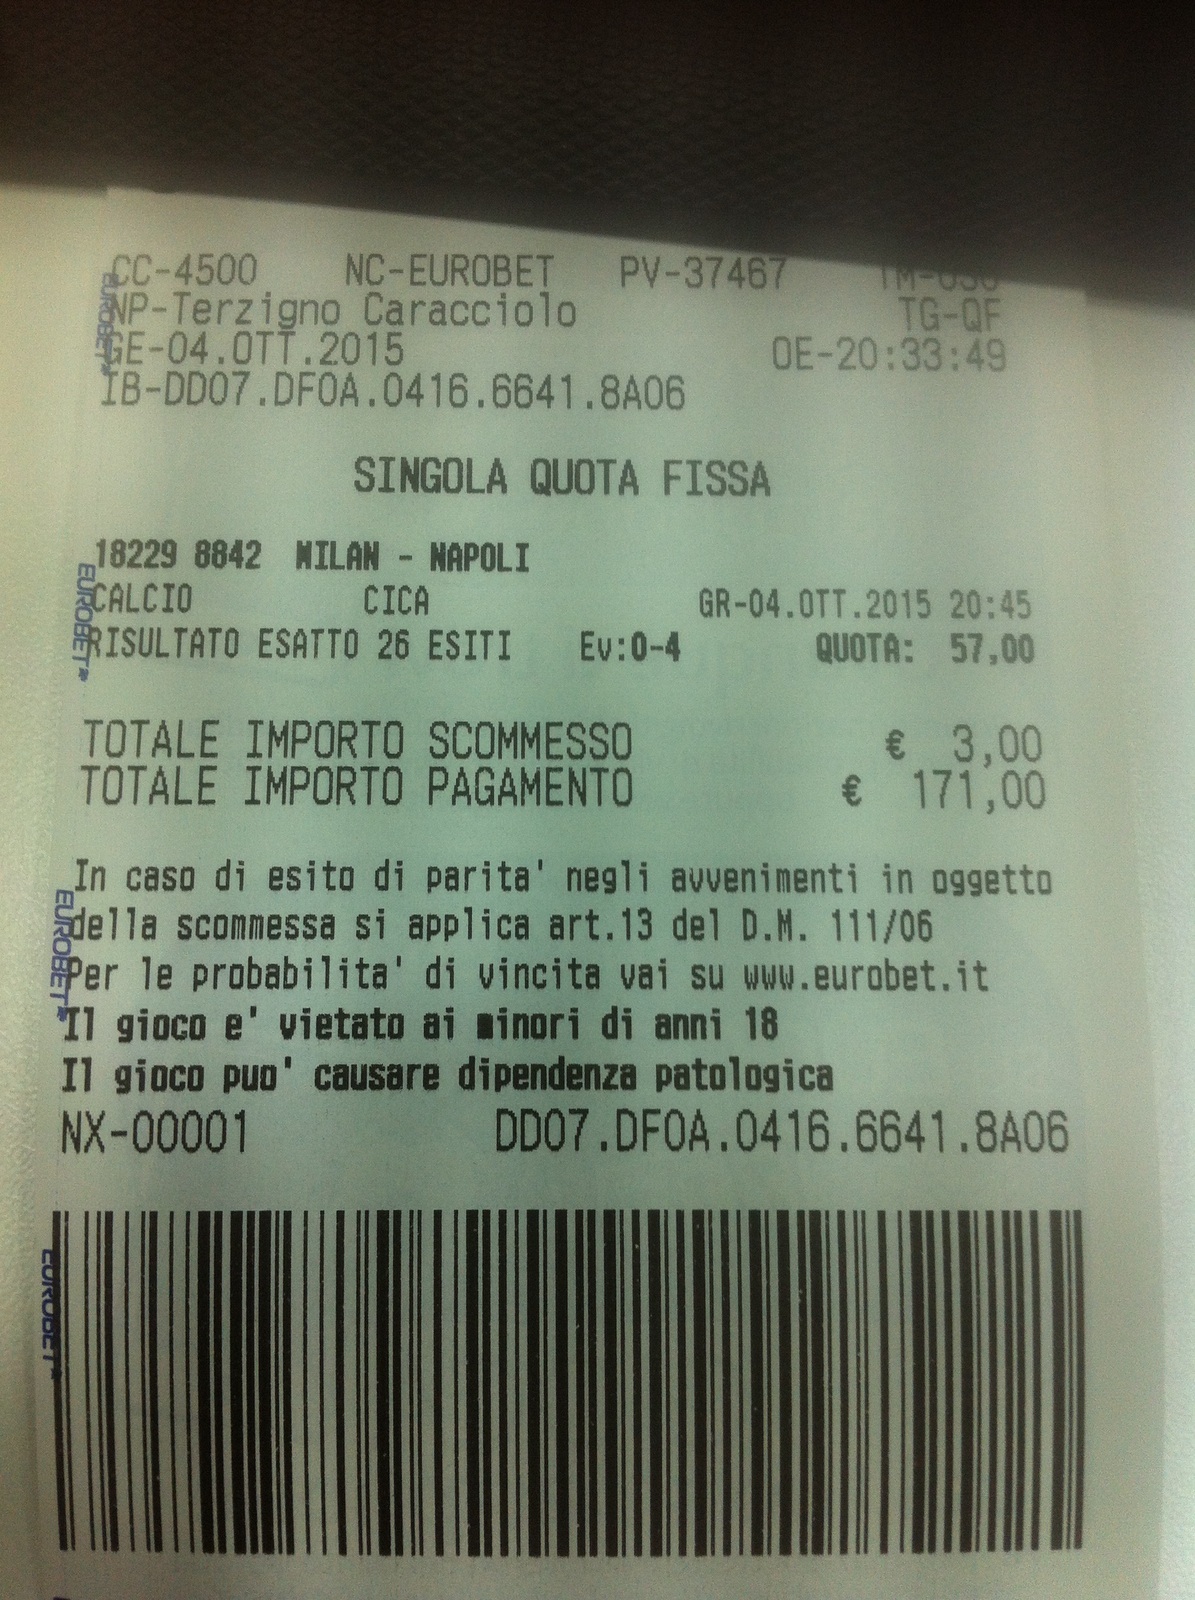 CC-4500 NC-EUROBET PV-37467
NP-Terzigno Caracciolo TG-QF
GE-04.OTT.2015 OE-20:33:49
IB-DD07.DF0A.0416.6641.8A06
SINGOLA QUOTA FISSA
18229 8842 MILAN - NAPOLI
CALCIO CICA GR-04.OTT.2015 20:45
RISULTATO ESATTO 26 ESITI Ev:0-4 QUOTA: 57,00
TOTALE IMPORTO SCOMMESSO € 3,00
TOTALE IMPORTO PAGAMENTO € 171,00
In caso di esito di parita' negli avvenimenti in oggetto
della scommessa si applica art.13 del D.M. 111/06
Per le probabilita' di vincita vai su www.eurobet.it
Il gioco e' vietato ai minori di anni 18
Il gioco puo' causare dipendenza patologica
NX-00001 DD07.DF0A.0416.6641.8A06
EUROBET
EUROBET
EUROBET
EUROBET